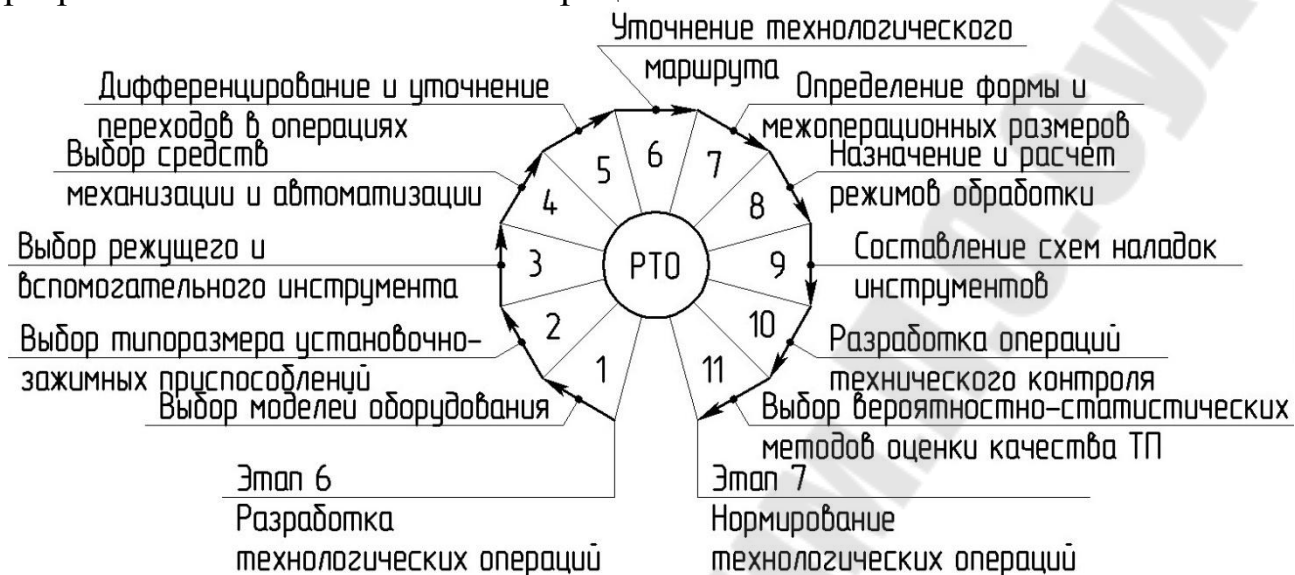 Уточнение технологического
маршрута
Дифференцирование и уточнение
переходов в операциях
Определение формы и
межоперационных размеров
Выбор средств
механизации и автоматизации
Назначение и расчет
режимов обработки
Выбор режущего и
вспомогательного инструмента
Составление схем наладок
инструментов
Выбор типоразмера установочно-
зажимных приспособлений
Разработка операций
технического контроля
Выбор моделей оборудования
Выбор вероятностно-статистических
методов оценки качества ТП
1
2
3
4
5
6
7
8
9
10
11
РТО
Этап 6
Разработка
технологических операций
Этап 7
Нормирование
технологических операций